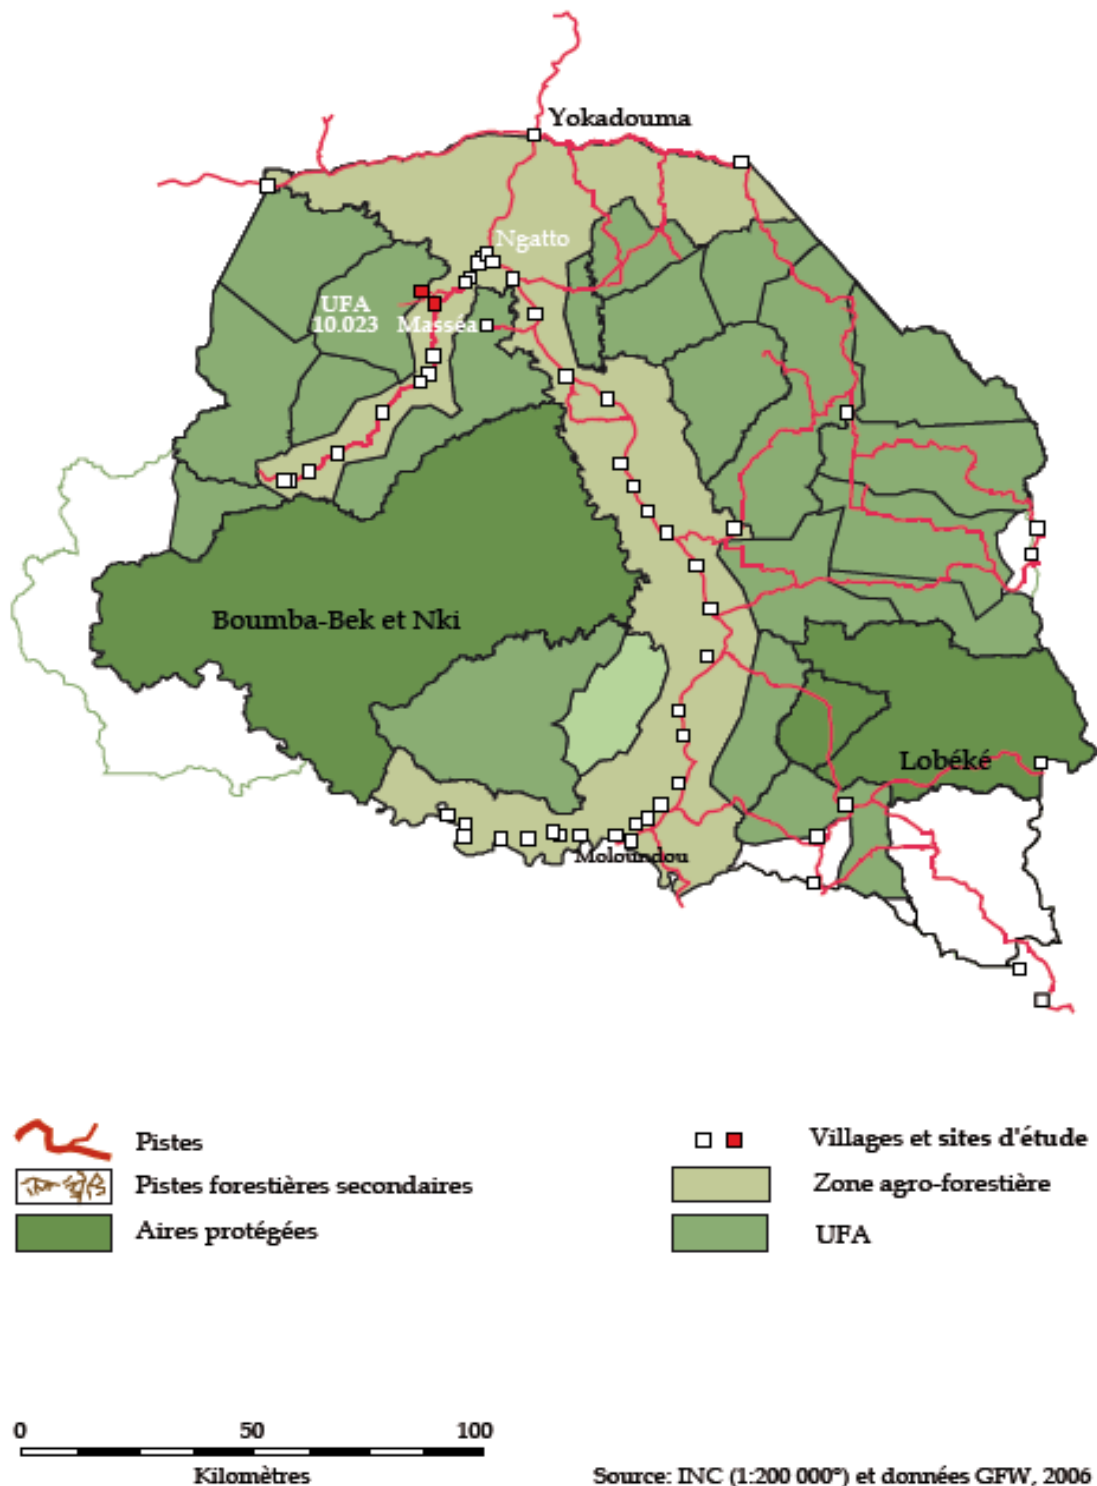 Yokadouma
Ngatto
UFA
10.023
Masséa
Boumba-Bek et Nki
Lobéké
Moloundou
Pistes
Villages et sites d'étude
Pistes forestières secondaires
Zone agro-forestière
Aires protégées
UFA
0 50 100
Kilomètres
Source: INC (1:200 000°) et données GFW, 2006